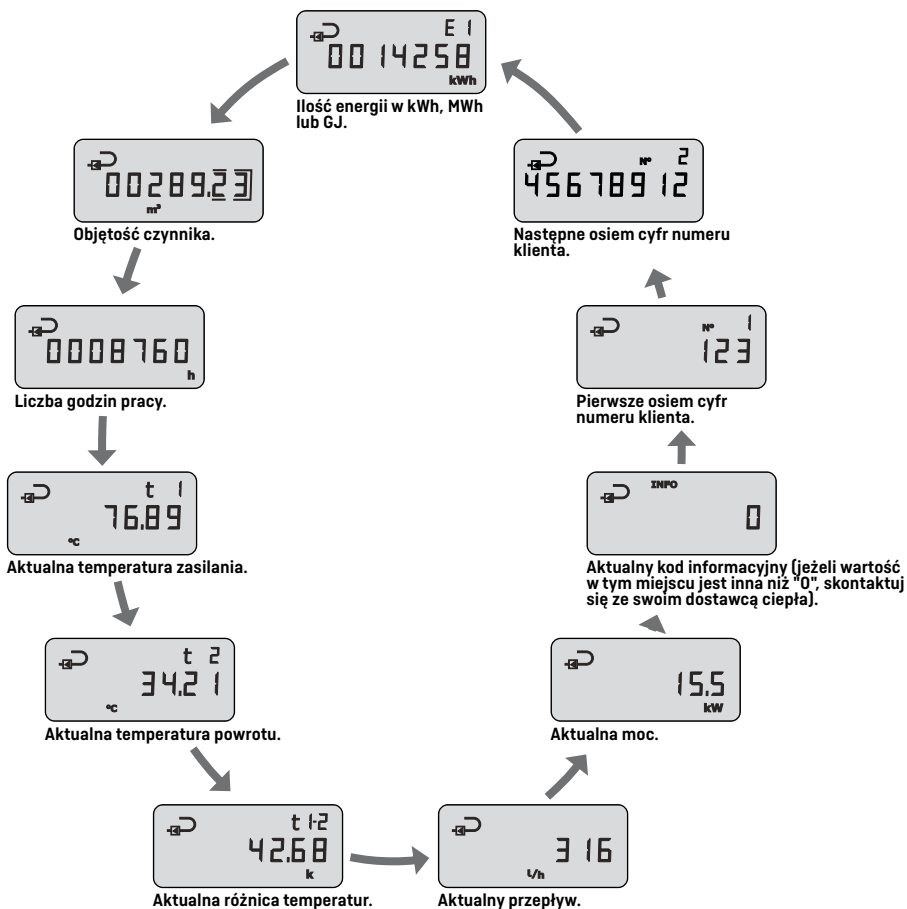 E 1
0014258
kWh
Ilość energii w kWh, MWh
lub GJ.
00289.23
m³
Objętość czynnika.
0008760
h
Liczba godzin pracy.
t 1
76.89
°C
Aktualna temperatura zasilania.
t 2
34.21
°C
Aktualna temperatura powrotu.
t 1-2
42.68
k
Aktualna różnica temperatur.
316
l/h
Aktualny przepływ.
15.5
kW
Aktualna moc.
INFO
0
Aktualny kod informacyjny (jeżeli wartość
w tym miejscu jest inna niż "0", skontaktuj
się ze swoim dostawcą ciepła).
N° 1
123
Pierwsze osiem cyfr
numeru klienta.
N° 2
45678912
Następne osiem cyfr numeru
klienta.